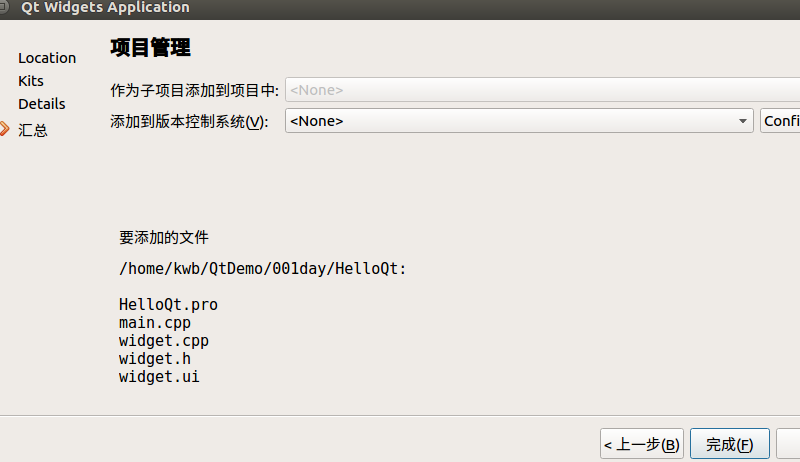 Qt Widgets Application
项目管理
Location
Kits
Details
汇总
作为子项目添加到项目中: <None>
添加到版本控制系统(V): <None> Confi
要添加的文件
/home/kwb/QtDemo/001day/HelloQt:
HelloQt.pro
main.cpp
widget.cpp
widget.h
widget.ui
< 上一步(B) 完成(F)